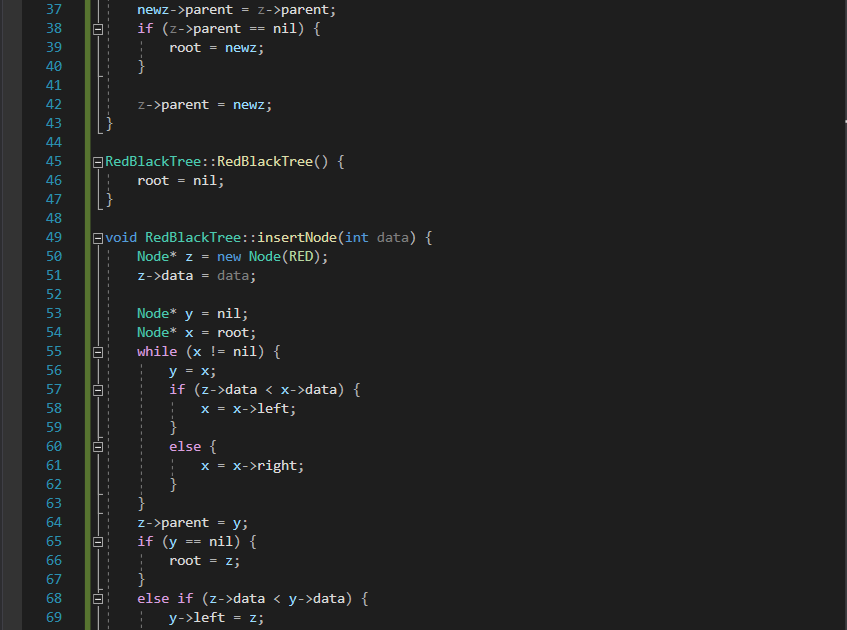 37 newz->parent = z->parent;
38 if (z->parent == nil) {
39 root = newz;
40 }
41
42 z->parent = newz;
43 }
44
45 RedBlackTree::RedBlackTree() {
46 root = nil;
47 }
48
49 void RedBlackTree::insertNode(int data) {
50 Node* z = new Node(RED);
51 z->data = data;
52
53 Node* y = nil;
54 Node* x = root;
55 while (x != nil) {
56 y = x;
57 if (z->data < x->data) {
58 x = x->left;
59 }
60 else {
61 x = x->right;
62 }
63 }
64 z->parent = y;
65 if (y == nil) {
66 root = z;
67 }
68 else if (z->data < y->data) {
69 y->left = z;